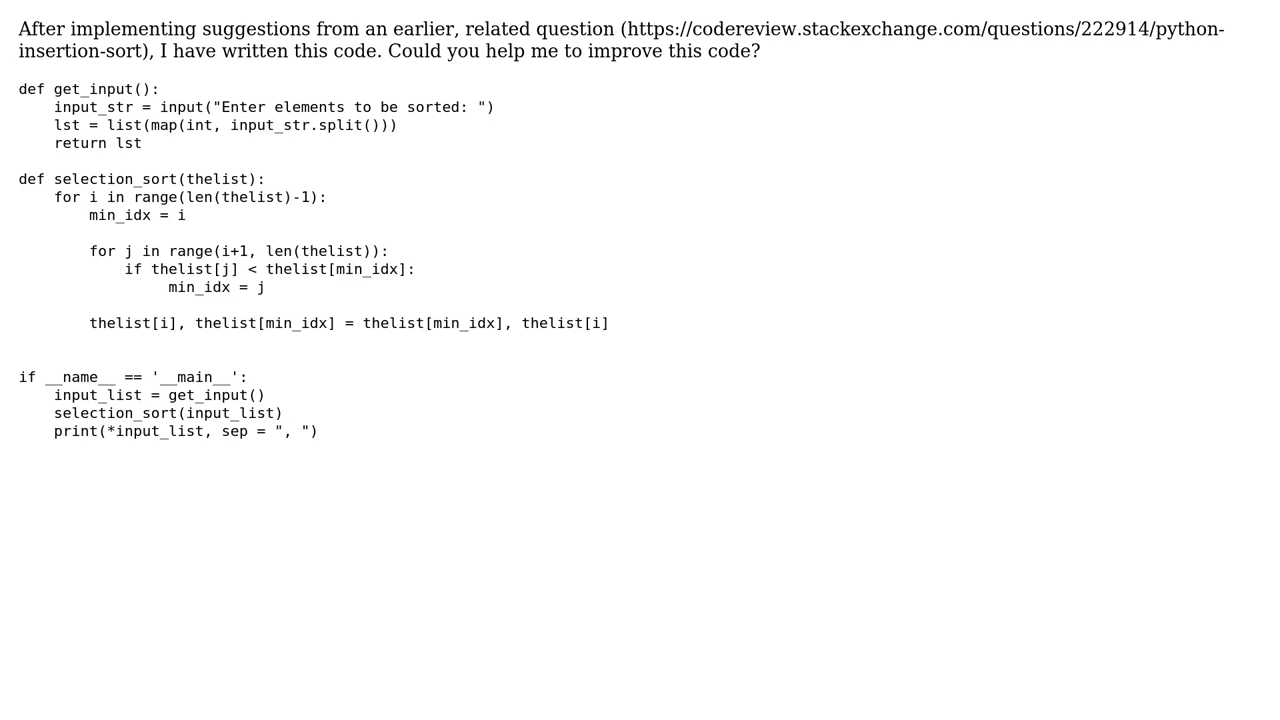 After implementing suggestions from an earlier, related question (https://codereview.stackexchange.com/questions/222914/python-
insertion-sort), I have written this code. Could you help me to improve this code?
def get_input():
    input_str = input("Enter elements to be sorted: ")
    lst = list(map(int, input_str.split()))
    return lst
def selection_sort(thelist):
    for i in range(len(thelist)-1):
        min_idx = i
        for j in range(i+1, len(thelist)):
            if thelist[j] < thelist[min_idx]:
                 min_idx = j
        thelist[i], thelist[min_idx] = thelist[min_idx], thelist[i]
if __name__ == '__main__':
    input_list = get_input()
    selection_sort(input_list)
    print(*input_list, sep = ", ")